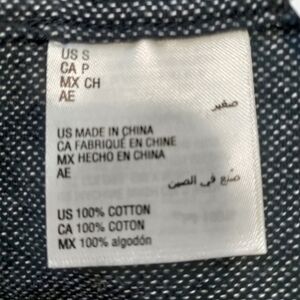 US S
CA P
MX CH
AE
صغير
US MADE IN CHINA
CA FABRIQUÉ EN CHINE
MX HECHO EN CHINA
AE
صنع في الصين
US 100% COTTON
CA 100% COTON
MX 100% algodón